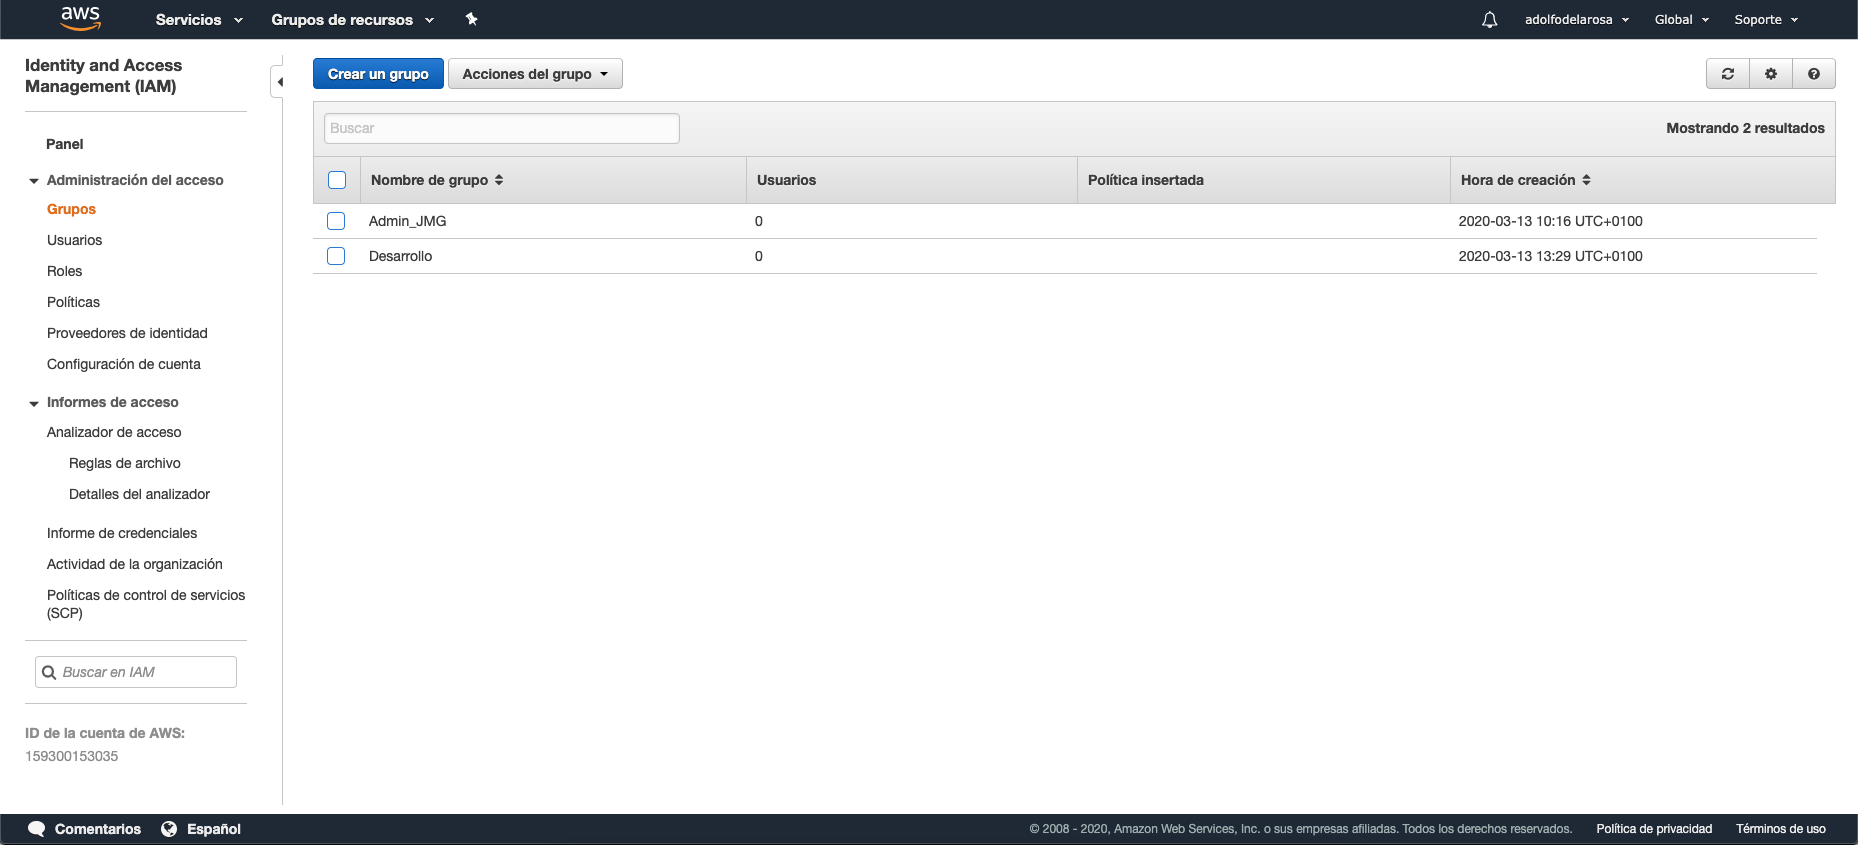 aws
Servicios
Grupos de recursos
adolfodelarosa
Global
Soporte
Identity and Access
Management (IAM)
Panel
Administración del acceso
Grupos
Usuarios
Roles
Políticas
Proveedores de identidad
Configuración de cuenta
Informes de acceso
Analizador de acceso
Reglas de archivo
Detalles del analizador
Informe de credenciales
Actividad de la organización
Políticas de control de servicios
(SCP)
Buscar en IAM
ID de la cuenta de AWS:
159300153035
Crear un grupo
Acciones del grupo
Buscar
Mostrando 2 resultados
Nombre de grupo Usuarios Política insertada Hora de creación
Admin_JMG 0 2020-03-13 10:16 UTC+0100
Desarrollo 0 2020-03-13 13:29 UTC+0100
Comentarios
Español
© 2008 - 2020, Amazon Web Services, Inc. o sus empresas afiliadas. Todos los derechos reservados.
Política de privacidad
Términos de uso